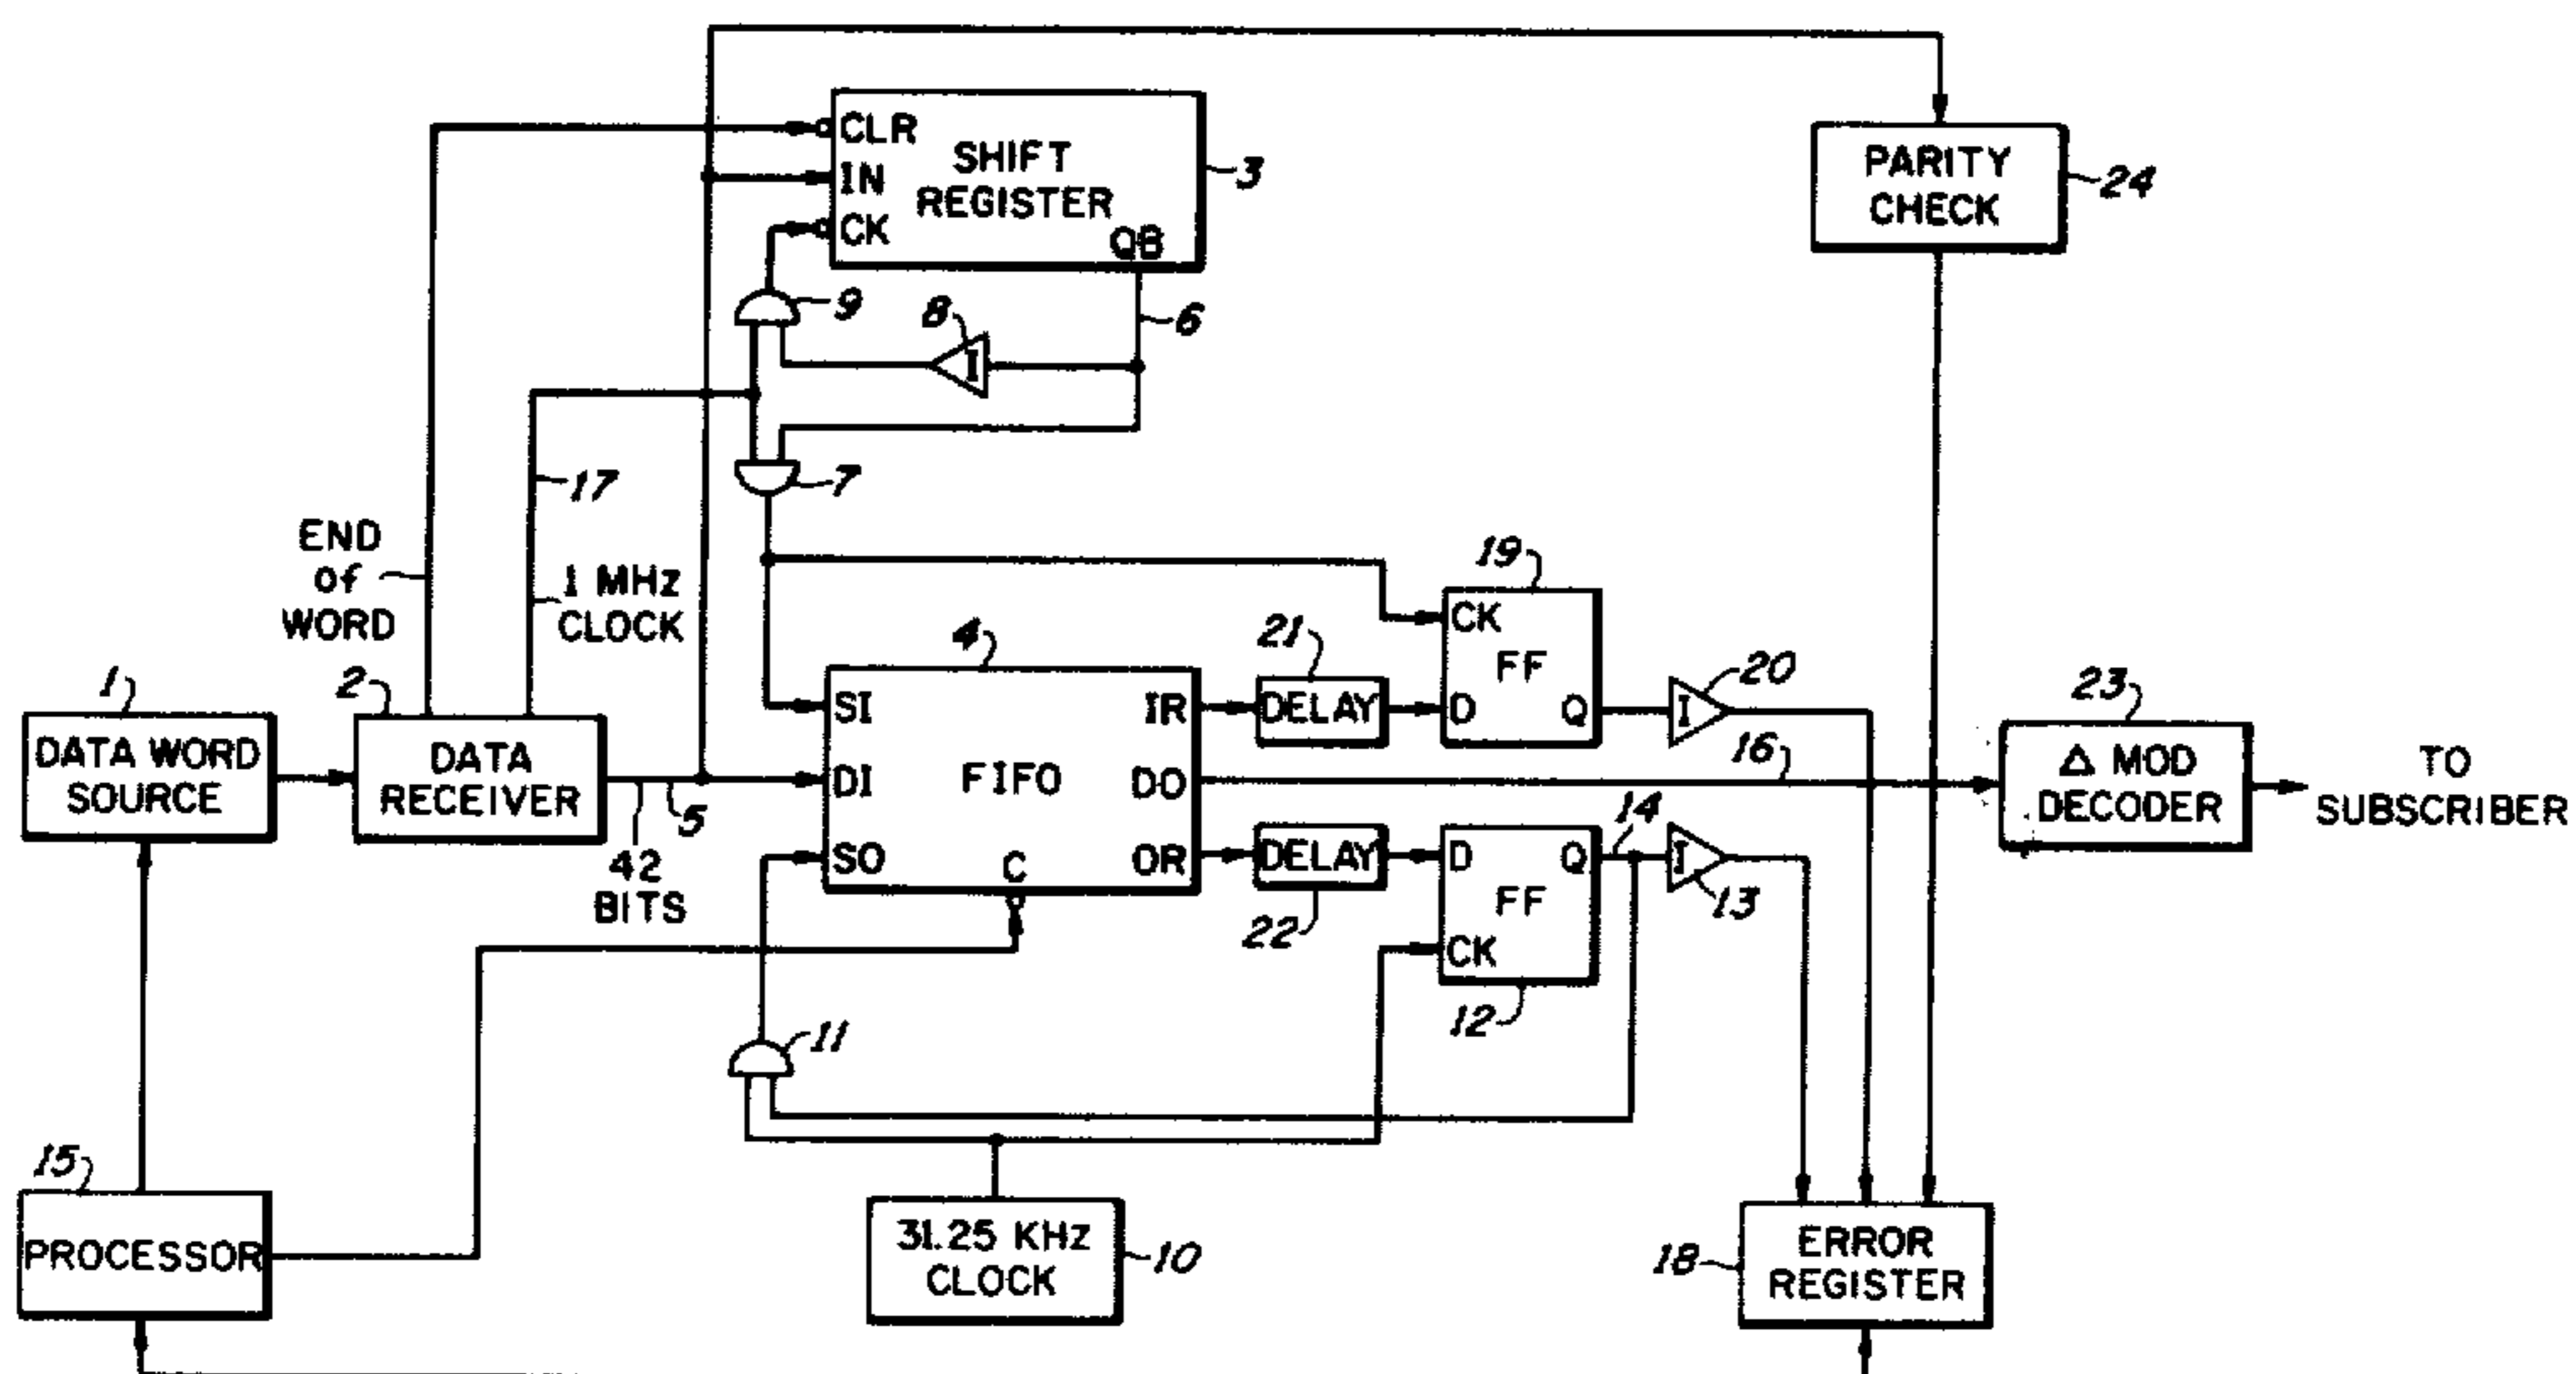 CLR
IN
CK
SHIFT
REGISTER
QB
3
PARITY
CHECK
24
9
8
I
6
7
17
END
of
WORD
1 MHz
CLOCK
1
DATA WORD
SOURCE
2
DATA
RECEIVER
42
BITS
5
4
SI
DI
SO
FIFO
C
IR
DO
OR
21
DELAY
DELAY
22
19
CK
FF
D
Q
I
20
16
D
Q
FF
CK
12
14
I
13
23
Δ MOD
DECODER
TO
SUBSCRIBER
11
15
PROCESSOR
31.25 KHz
CLOCK
10
18
ERROR
REGISTER